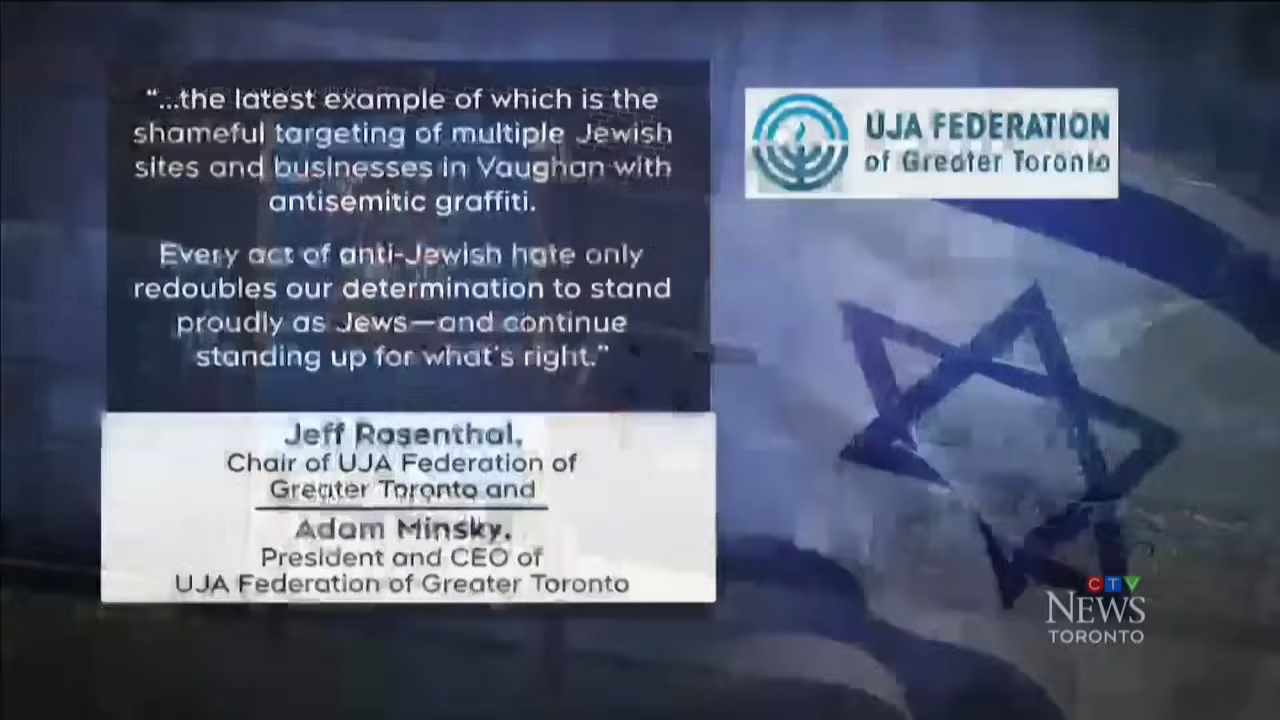 “...the latest example of which is the
shameful targeting of multiple Jewish
sites and businesses in Vaughan with
antisemitic graffiti.
Every act of anti-Jewish hate only
redoubles our determination to stand
proudly as Jews—and continue
standing up for what's right.”
Jeff Rosenthal,
Chair of UJA Federation of
Greater Toronto and
Adam Minsky,
President and CEO of
UJA Federation of Greater Toronto
UJA FEDERATION
of Greater Toronto
CTV
NEWS
TORONTO